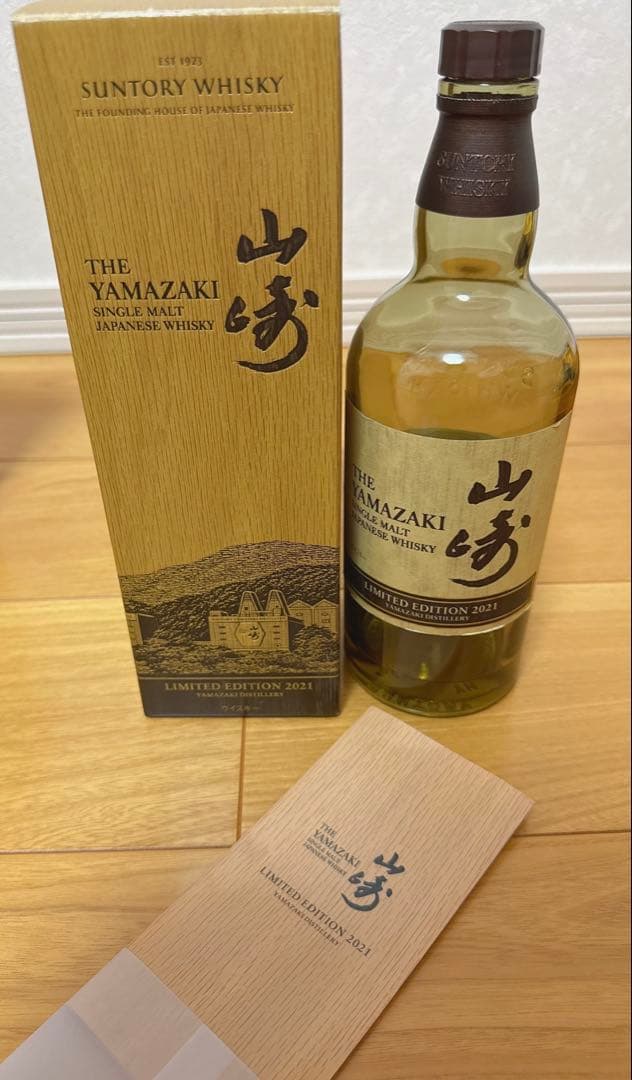 EST 1923
SUNTORY WHISKY
THE FOUNDING HOUSE OF JAPANESE WHISKY
THE
YAMAZAKI
SINGLE MALT
JAPANESE WHISKY
山崎
山崎
LIMITED EDITION 2021
YAMAZAKI DISTILLERY
ウイスキー
SUNTORY
WHISKY
THE
YAMAZAKI
SINGLE MALT
JAPANESE WHISKY
山崎
LIMITED EDITION 2021
YAMAZAKI DISTILLERY
THE
YAMAZAKI
SINGLE MALT
JAPANESE WHISKY
山崎
LIMITED EDITION 2021
YAMAZAKI DISTILLERY